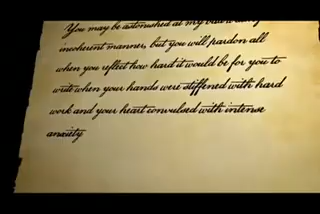 You may be astonished at my
incoherent manner but you will pardon all
when you reflect how hard it would be for you to
write when your hands were stiffened with hard
work and your heart convulsed with intense
anxiety